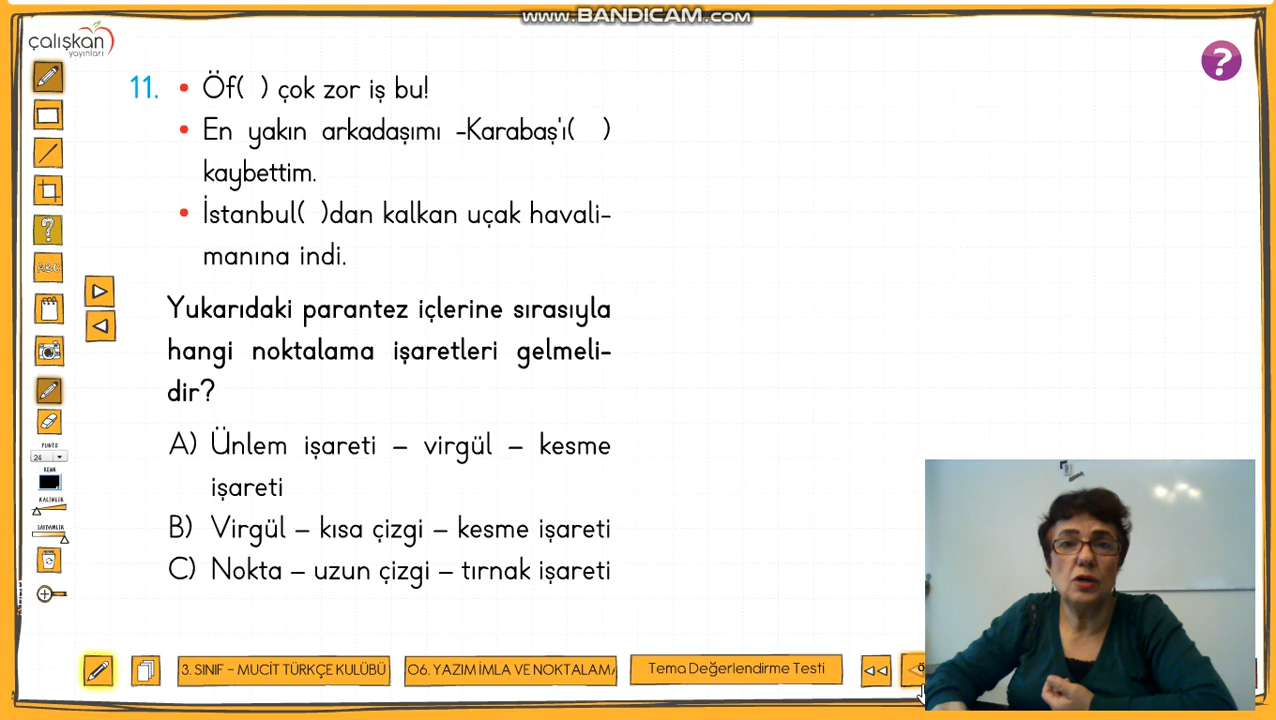 www.BANDICAM.com
çalışkan
yayınları
11. • Öf( ) çok zor iş bu!
• En yakın arkadaşımı -Karabaş'ı( )
kaybettim.
• İstanbul( )dan kalkan uçak havali-
manına indi.
Yukarıdaki parantez içlerine sırasıyla
hangi noktalama işaretleri gelmeli-
dir?
A) Ünlem işareti – virgül – kesme
işareti
B) Virgül – kısa çizgi – kesme işareti
C) Nokta – uzun çizgi – tırnak işareti
?
?
ABC
PUNTO
24
RENK
KALINLIK
SAYDAMLIK
3. SINIF – MUCİT TÜRKÇE KULÜBÜ
06. YAZIM İMLA VE NOKTALAMA
Tema Değerlendirme Testi